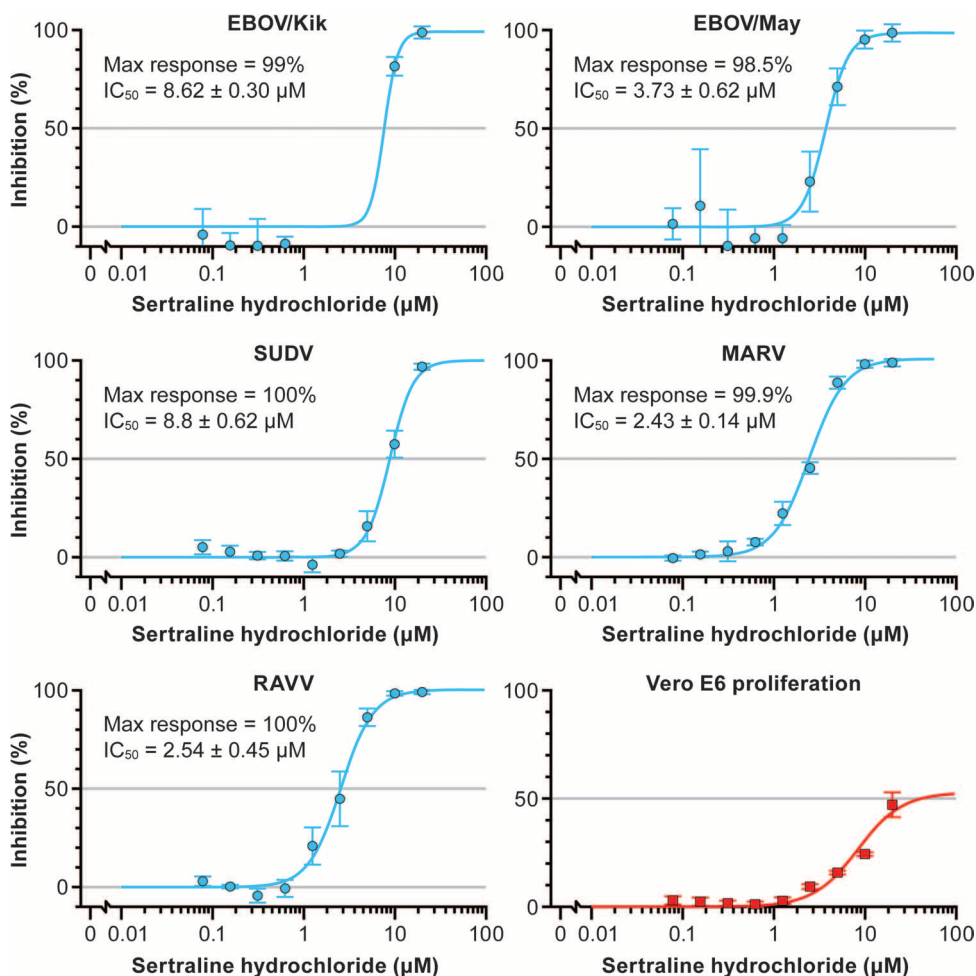 EBOV/Kik
Max response = 99%
IC50 = 8.62 ± 0.30 µM
Inhibition (%)
100
50
0
0 0.01 0.1 1 10 100
Sertraline hydrochloride (µM)
EBOV/May
Max response = 98.5%
IC50 = 3.73 ± 0.62 µM
100
50
0
0 0.01 0.1 1 10 100
Sertraline hydrochloride (µM)
SUDV
Max response = 100%
IC50 = 8.8 ± 0.62 µM
Inhibition (%)
100
50
0
0 0.01 0.1 1 10 100
Sertraline hydrochloride (µM)
MARV
Max response = 99.9%
IC50 = 2.43 ± 0.14 µM
100
50
0
0 0.01 0.1 1 10 100
Sertraline hydrochloride (µM)
RAVV
Max response = 100%
IC50 = 2.54 ± 0.45 µM
Inhibition (%)
100
50
0
0 0.01 0.1 1 10 100
Sertraline hydrochloride (µM)
Vero E6 proliferation
100
50
0
0 0.01 0.1 1 10 100
Sertraline hydrochloride (µM)